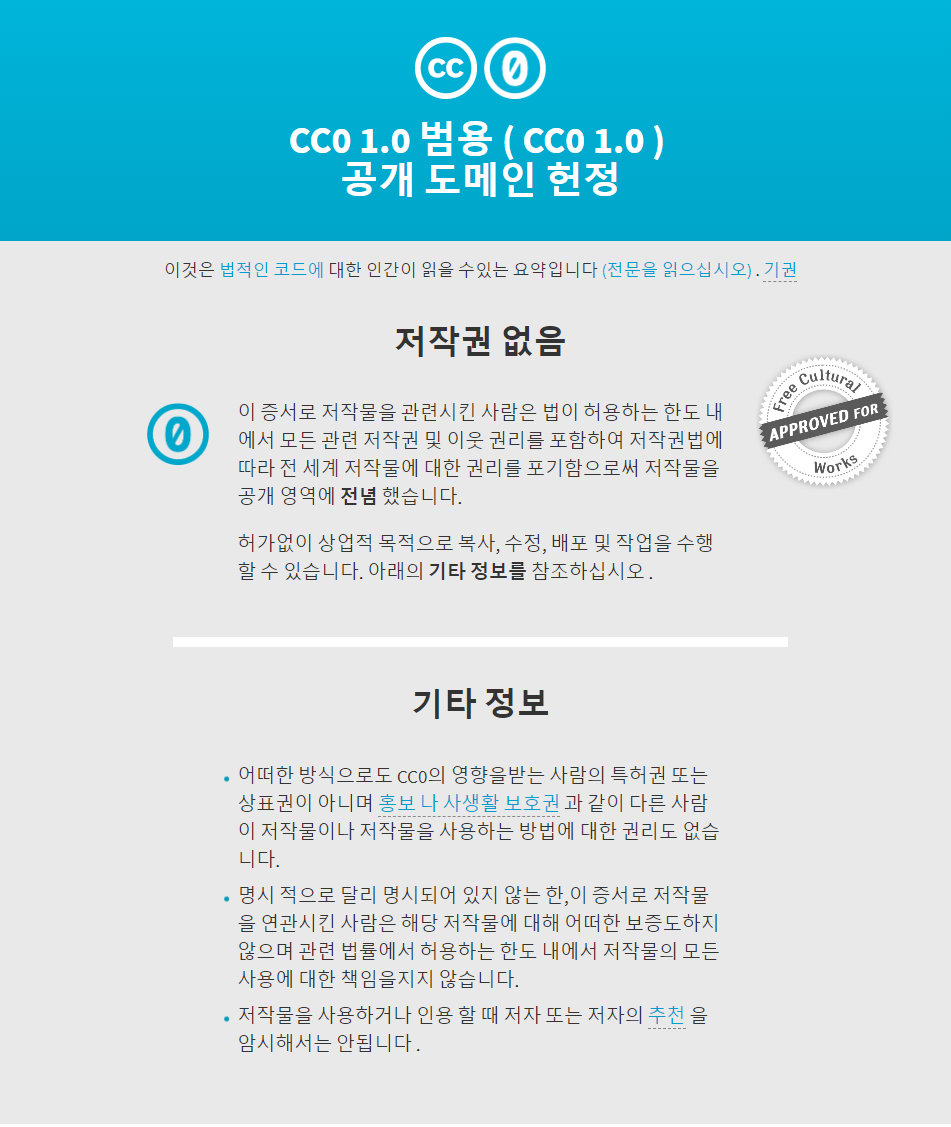 CC 0
CC0 1.0 범용 ( CC0 1.0 )
공개 도메인 헌정
이것은 법적인 코드에 대한 인간이 읽을 수있는 요약입니다 (전문을 읽으십시오) . 기권
저작권 없음
Free Cultural
APPROVED FOR
Works
0
이 증서로 저작물을 관련시킨 사람은 법이 허용하는 한도 내
에서 모든 관련 저작권 및 이웃 권리를 포함하여 저작권법에
따라 전 세계 저작물에 대한 권리를 포기함으로써 저작물을
공개 영역에 전념 했습니다.
허가없이 상업적 목적으로 복사, 수정, 배포 및 작업을 수행
할 수 있습니다. 아래의 기타 정보를 참조하십시오 .
기타 정보
• 어떠한 방식으로도 CC0의 영향을받는 사람의 특허권 또는
상표권이 아니며 홍보 나 사생활 보호권 과 같이 다른 사람
이 저작물이나 저작물을 사용하는 방법에 대한 권리도 없습
니다.
• 명시 적으로 달리 명시되어 있지 않는 한,이 증서로 저작물
을 연관시킨 사람은 해당 저작물에 대해 어떠한 보증도하지
않으며 관련 법률에서 허용하는 한도 내에서 저작물의 모든
사용에 대한 책임을지지 않습니다.
• 저작물을 사용하거나 인용 할 때 저자 또는 저자의 추천 을
암시해서는 안됩니다 .